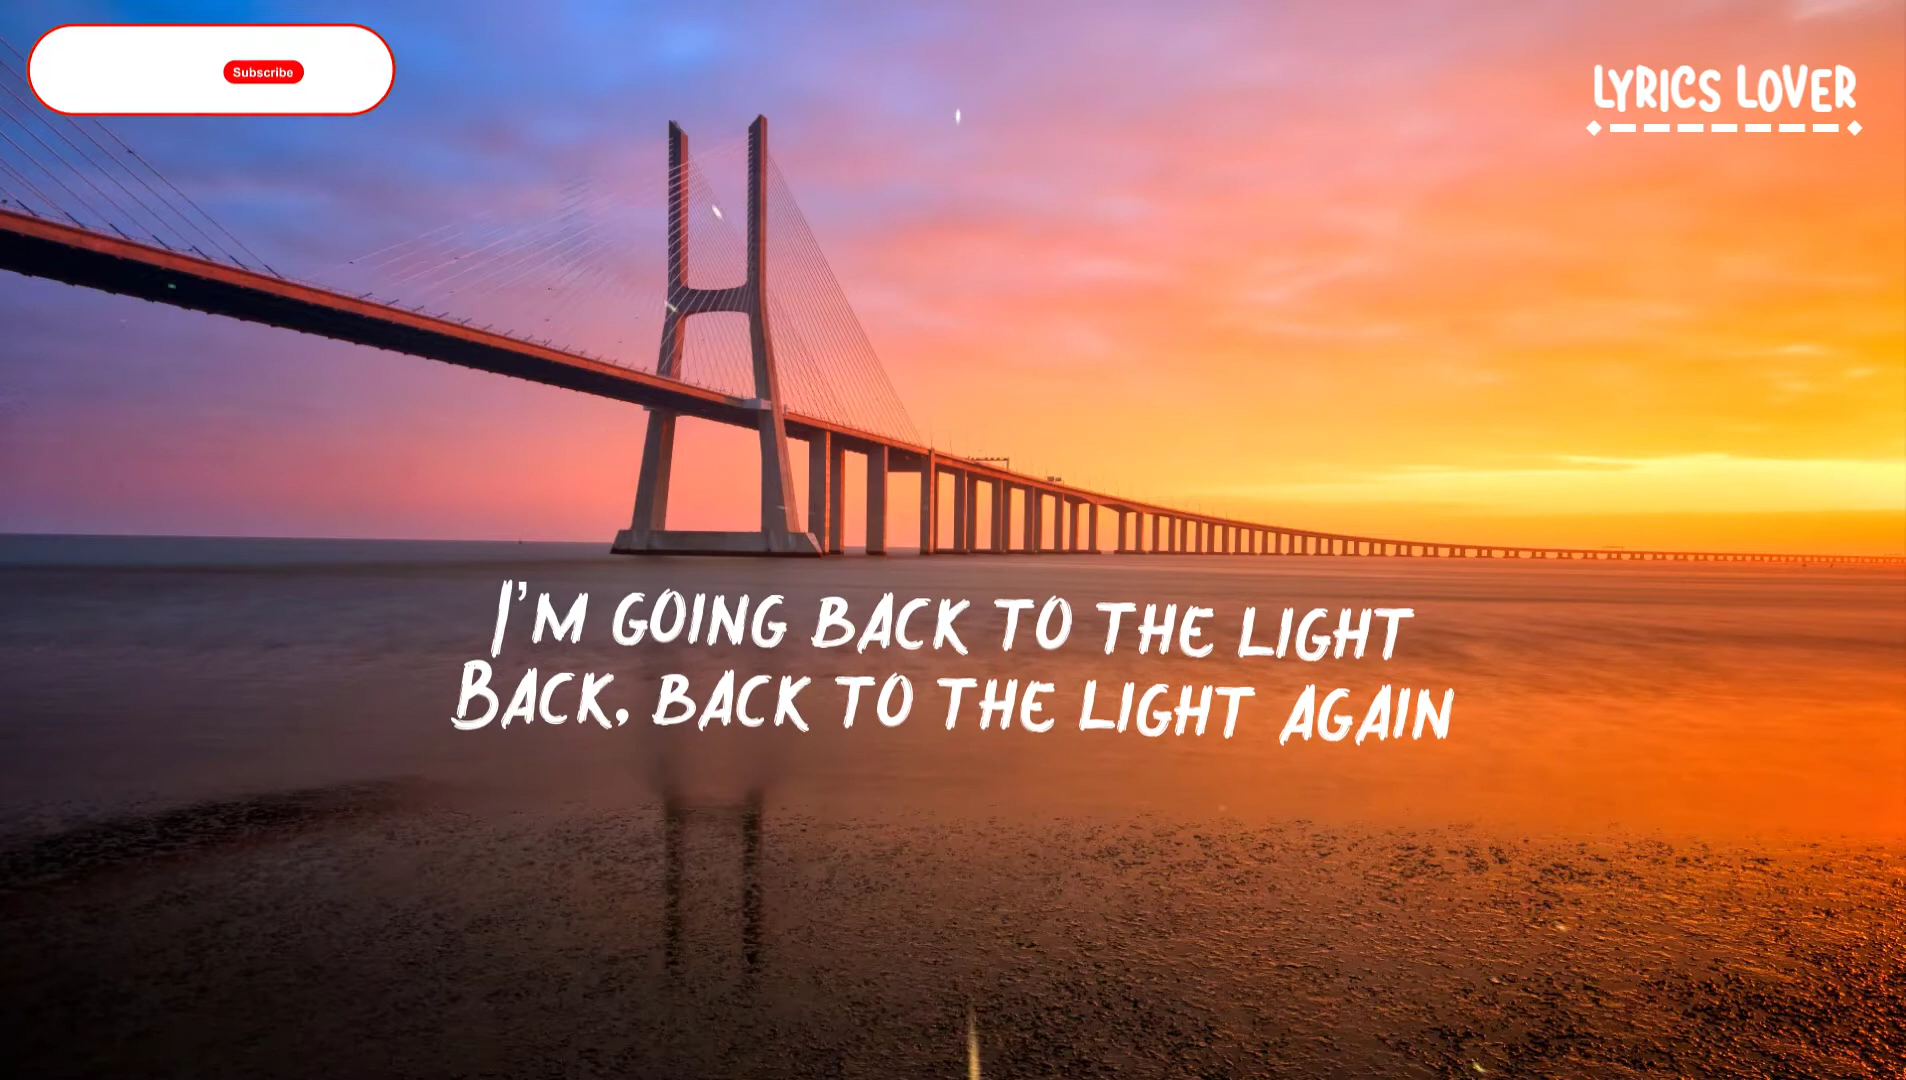 Subscribe
LYRICS LOVER
I'M GOING BACK TO THE LIGHT
BACK, BACK TO THE LIGHT AGAIN